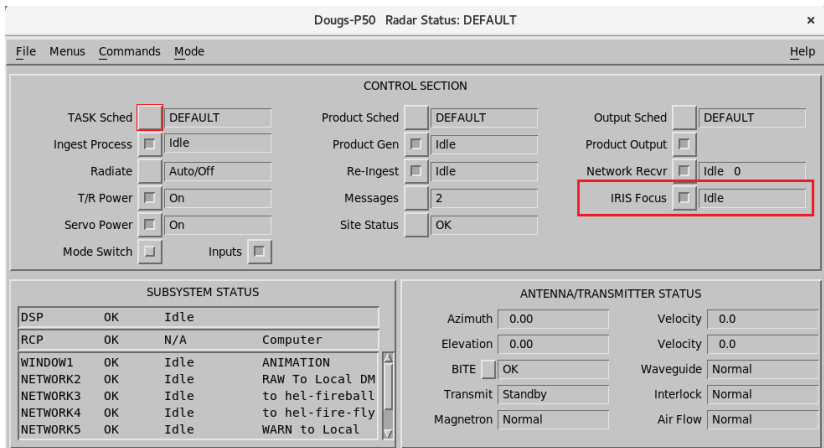 Dougs-P50 Radar Status: DEFAULT ×
File Menus Commands Mode Help
CONTROL SECTION
TASK Sched DEFAULT Product Sched DEFAULT Output Sched DEFAULT
Ingest Process Idle Product Gen Idle Product Output
Radiate Auto/Off Re-Ingest Idle Network Recvr Idle 0
T/R Power On Messages 2 IRIS Focus Idle
Servo Power On Site Status OK
Mode Switch Inputs
SUBSYSTEM STATUS
DSP OK Idle
RCP OK N/A Computer
WINDOW1 OK Idle ANIMATION
NETWORK2 OK Idle RAW To Local DM
NETWORK3 OK Idle to hel-fireball
NETWORK4 OK Idle to hel-fire-fly
NETWORK5 OK Idle WARN to Local
ANTENNA/TRANSMITTER STATUS
Azimuth 0.00 Velocity 0.0
Elevation 0.00 Velocity 0.0
BITE OK Waveguide Normal
Transmit Standby Interlock Normal
Magnetron Normal Air Flow Normal